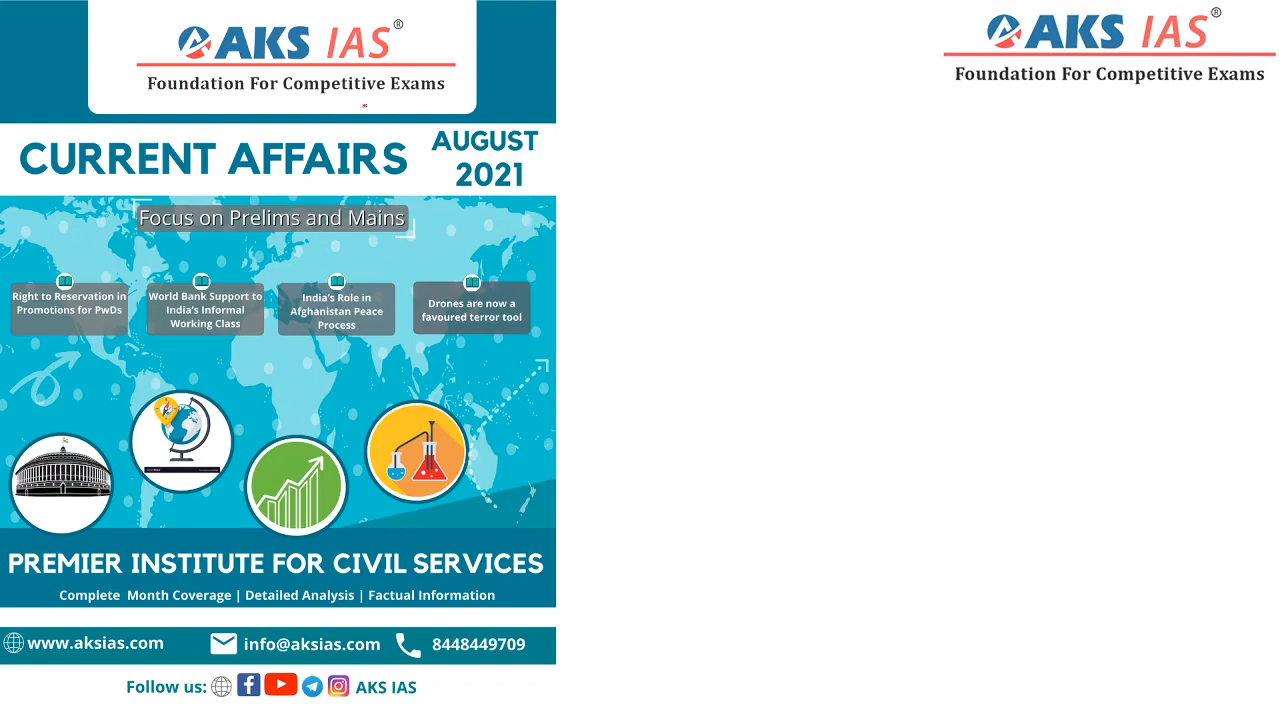 AKS IAS®
Foundation For Competitive Exams
CURRENT AFFAIRS
AUGUST
2021
Focus on Prelims and Mains
Right to Reservation in
Promotions for PwDs
World Bank Support to
India's Informal
Working Class
India's Role in
Afghanistan Peace
Process
Drones are now a
favoured terror tool
PREMIER INSTITUTE FOR CIVIL SERVICES
Complete Month Coverage | Detailed Analysis | Factual Information
www.aksias.com
info@aksias.com
8448449709
Follow us: AKS IAS
AKS IAS®
Foundation For Competitive Exams